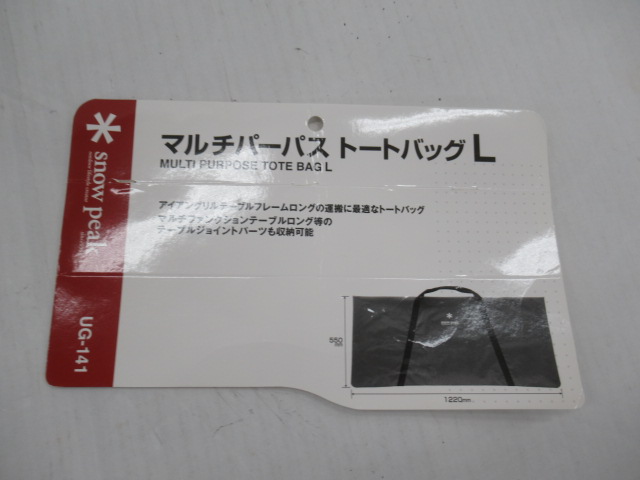 snow peak
UG-141
マルチパーパス トートバッグ L
MULTI PURPOSE TOTE BAG L
アイアングリルテーブルフレームロングの運搬に最適なトートバッグ
マルチファンクションテーブルロング等の
テーブルジョイントパーツも収納可能
550
mm
1220mm